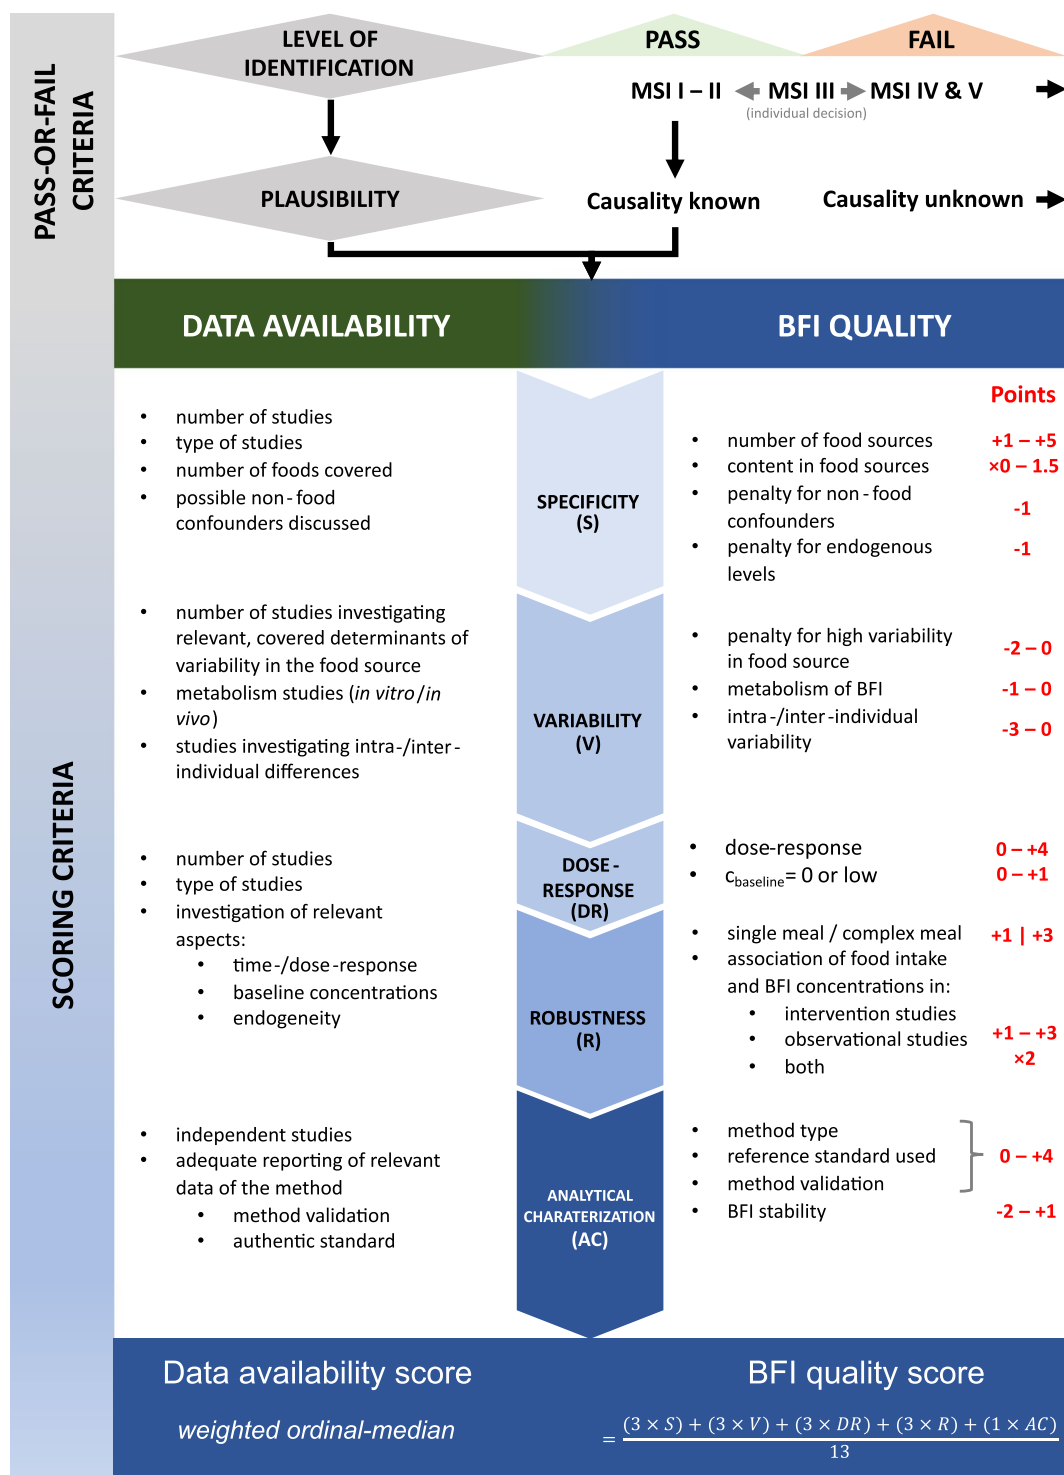 PASS-OR-FAIL
CRITERIA
LEVEL OF
IDENTIFICATION
PASS
FAIL
MSI I – II
MSI III
MSI IV & V
(individual decision)
PLAUSIBILITY
Causality known
Causality unknown
SCORING CRITERIA
DATA AVAILABILITY
BFI QUALITY
Points
• number of studies
• type of studies
• number of foods covered
• possible non-food
confounders discussed
SPECIFICITY
(S)
• number of food sources +1 – +5
• content in food sources ×0 – 1.5
• penalty for non-food
confounders -1
• penalty for endogenous
levels -1
• number of studies investigating
relevant, covered determinants of
variability in the food source
• metabolism studies (in vitro/in
vivo)
• studies investigating intra-/inter-
individual differences
VARIABILITY
(V)
• penalty for high variability
in food source -2 – 0
• metabolism of BFI -1 – 0
• intra-/inter-individual
variability -3 – 0
• number of studies
• type of studies
• investigation of relevant
aspects:
• time-/dose-response
• baseline concentrations
• endogeneity
DOSE-
RESPONSE
(DR)
• dose-response 0 – +4
• cbaseline= 0 or low 0 – +1
ROBUSTNESS
(R)
• single meal / complex meal +1 | +3
• association of food intake
and BFI concentrations in:
• intervention studies
• observational studies +1 – +3
• both ×2
• independent studies
• adequate reporting of relevant
data of the method
• method validation
• authentic standard
ANALYTICAL
CHARATERIZATION
(AC)
• method type
• reference standard used 0 – +4
• method validation
• BFI stability -2 – +1
Data availability score
weighted ordinal-median
BFI quality score
= (3 × S) + (3 × V) + (3 × DR) + (3 × R) + (1 × AC)
13